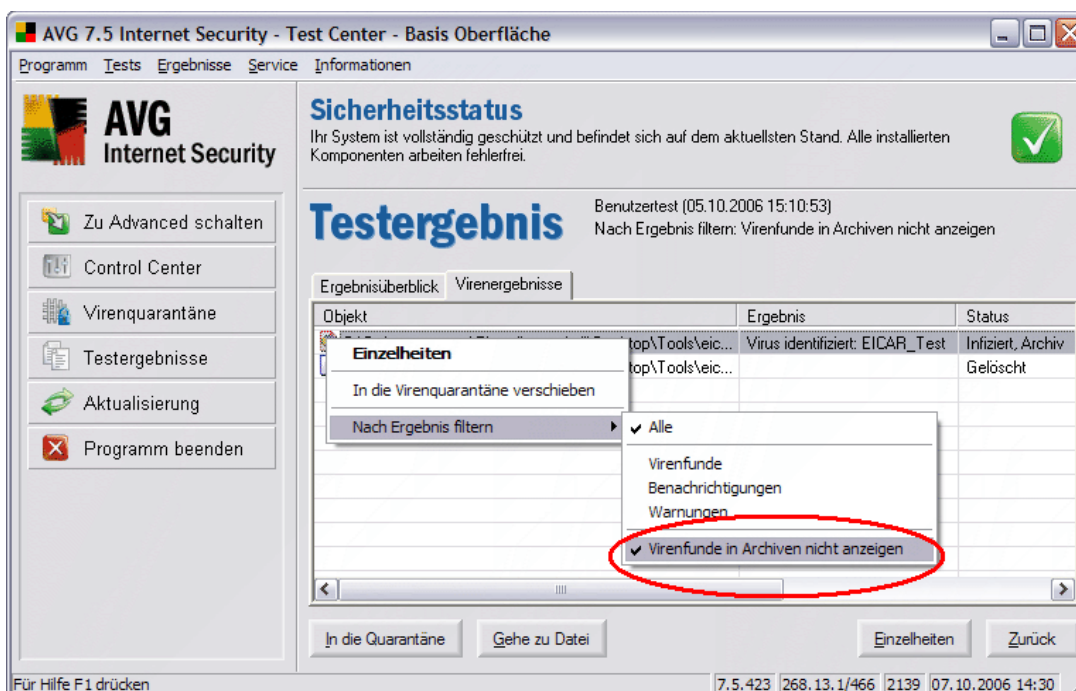 AVG 7.5 Internet Security - Test Center - Basis Oberfläche
Programm Tests Ergebnisse Service Informationen
AVG
Internet Security
Sicherheitsstatus
Ihr System ist vollständig geschützt und befindet sich auf dem aktuellsten Stand. Alle installierten
Komponenten arbeiten fehlerfrei.
Zu Advanced schalten
Control Center
Virenquarantäne
Testergebnisse
Aktualisierung
Programm beenden
Testergebnis
Benutzertest (05.10.2006 15:10:53)
Nach Ergebnis filtern: Virenfunde in Archiven nicht anzeigen
Ergebnisüberblick Virenergebnisse
Objekt Ergebnis Status
top\Tools\eic... Virus identifiziert: EICAR_Test Infiziert, Archiv
top\Tools\eic... Gelöscht
Einzelheiten
In die Virenquarantäne verschieben
Nach Ergebnis filtern
Alle
Virenfunde
Benachrichtigungen
Warnungen
Virenfunde in Archiven nicht anzeigen
In die Quarantäne Gehe zu Datei Einzelheiten Zurück
Für Hilfe F1 drücken 7.5.423 268.13.1/466 2139 07.10.2006 14:30